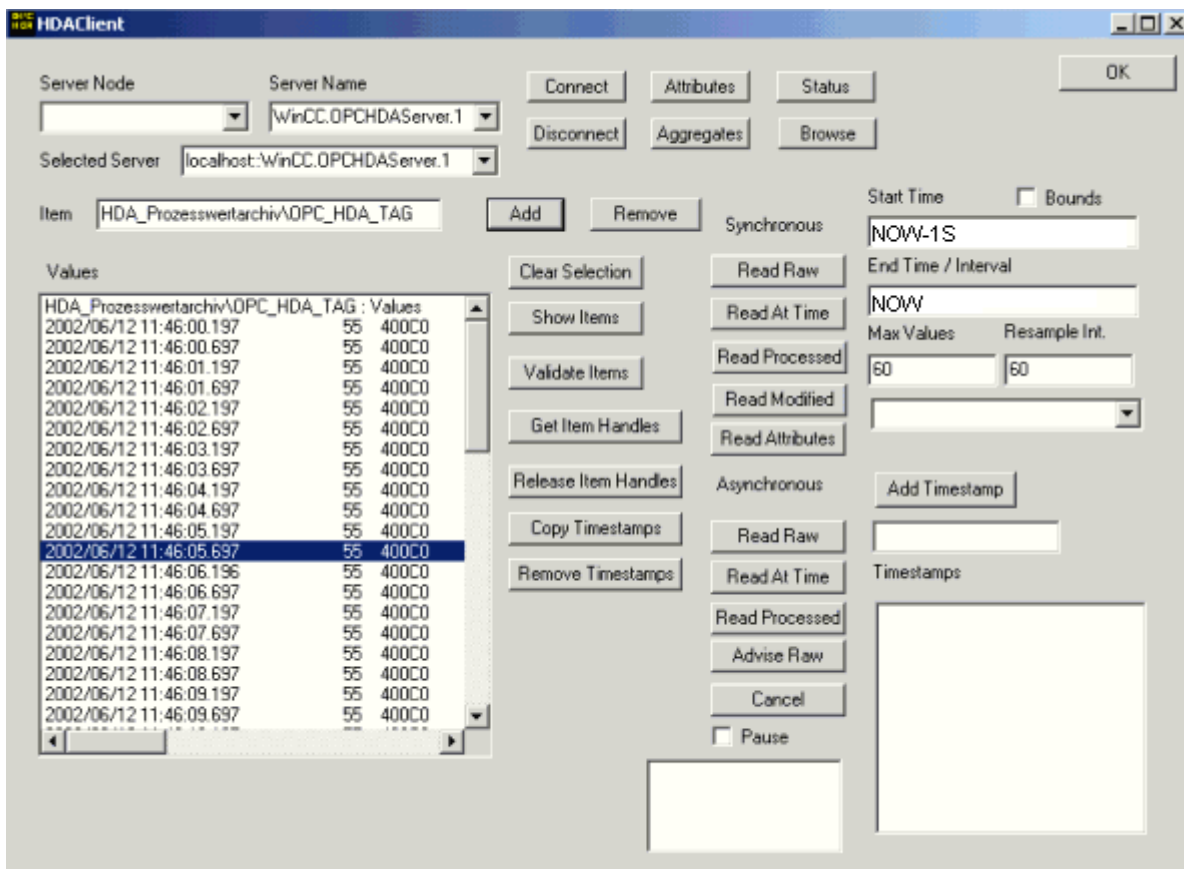 HDAClient
OK
Server Node Server Name
Connect Attributes Status
WinCC.OPCHDAServer.1
Disconnect Aggregates Browse
Selected Server localhost::WinCC.OPCHDAServer.1
Item HDA_Prozesswertarchiv\OPC_HDA_TAG Add Remove
Synchronous
Start Time Bounds
NOW-1S
End Time / Interval
NOW
Max Values Resample Int.
60 60
Values
HDA_Prozesswertarchiv\OPC_HDA_TAG : Values
2002/06/12 11:46:00.197 55 400C0
2002/06/12 11:46:00.697 55 400C0
2002/06/12 11:46:01.197 55 400C0
2002/06/12 11:46:01.697 55 400C0
2002/06/12 11:46:02.197 55 400C0
2002/06/12 11:46:02.697 55 400C0
2002/06/12 11:46:03.197 55 400C0
2002/06/12 11:46:03.697 55 400C0
2002/06/12 11:46:04.197 55 400C0
2002/06/12 11:46:04.697 55 400C0
2002/06/12 11:46:05.197 55 400C0
2002/06/12 11:46:05.697 55 400C0
2002/06/12 11:46:06.196 55 400C0
2002/06/12 11:46:06.697 55 400C0
2002/06/12 11:46:07.197 55 400C0
2002/06/12 11:46:07.697 55 400C0
2002/06/12 11:46:08.197 55 400C0
2002/06/12 11:46:08.697 55 400C0
2002/06/12 11:46:09.197 55 400C0
2002/06/12 11:46:09.697 55 400C0
Clear Selection
Show Items
Validate Items
Get Item Handles
Release Item Handles
Copy Timestamps
Remove Timestamps
Read Raw
Read At Time
Read Processed
Read Modified
Read Attributes
Asynchronous
Read Raw
Read At Time
Read Processed
Advise Raw
Cancel
Pause
Add Timestamp
Timestamps